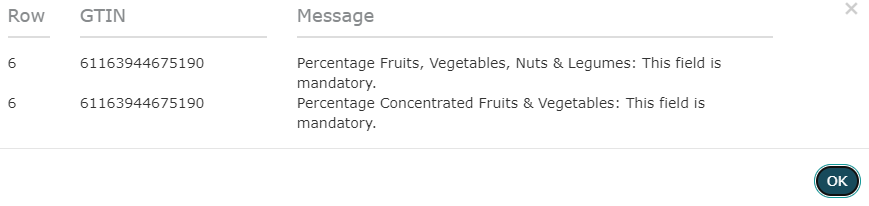 Row GTIN Message
6 61163944675190 Percentage Fruits, Vegetables, Nuts & Legumes: This field is
mandatory.
6 61163944675190 Percentage Concentrated Fruits & Vegetables: This field is
mandatory.
OK